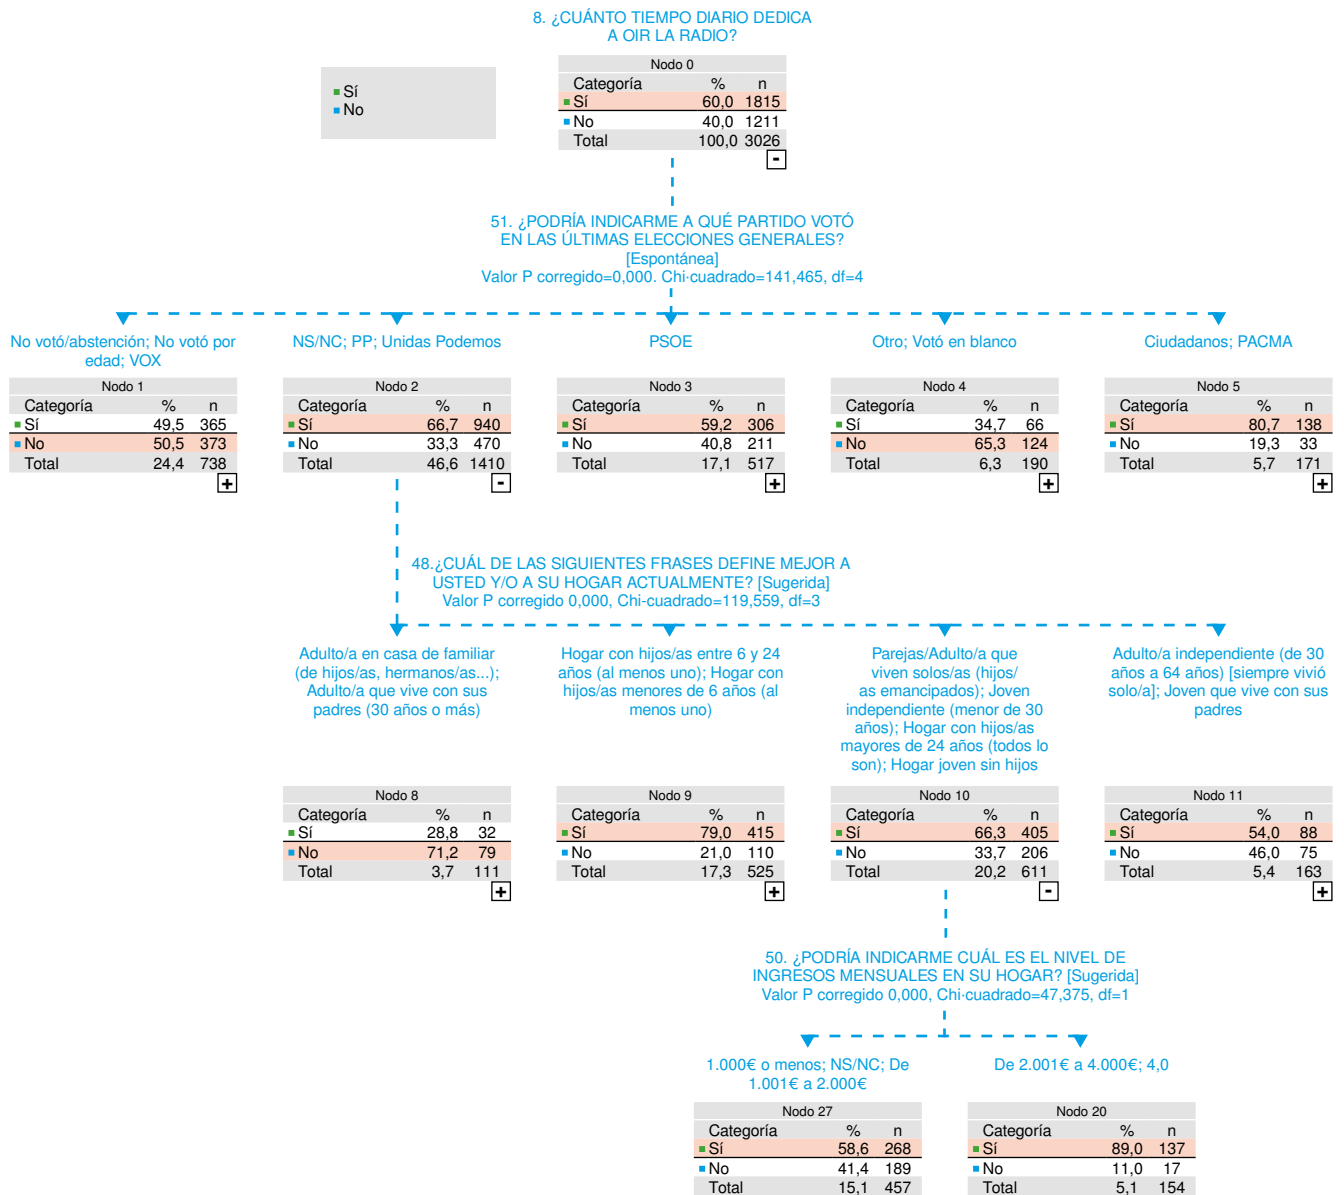 8. ¿CUÁNTO TIEMPO DIARIO DEDICA
A OIR LA RADIO?
Sí
No
Nodo 0
Categoría % n
Sí 60,0 1815
No 40,0 1211
Total 100,0 3026
-
51. ¿PODRÍA INDICARME A QUÉ PARTIDO VOTÓ
EN LAS ÚLTIMAS ELECCIONES GENERALES?
[Espontánea]
Valor P corregido=0,000. Chi·cuadrado=141,465, df=4
No votó/abstención; No votó por
edad; VOX
Nodo 1
Categoría % n
Sí 49,5 365
No 50,5 373
Total 24,4 738
+
NS/NC; PP; Unidas Podemos
Nodo 2
Categoría % n
Sí 66,7 940
No 33,3 470
Total 46,6 1410
-
PSOE
Nodo 3
Categoría % n
Sí 59,2 306
No 40,8 211
Total 17,1 517
+
Otro; Votó en blanco
Nodo 4
Categoría % n
Sí 34,7 66
No 65,3 124
Total 6,3 190
+
Ciudadanos; PACMA
Nodo 5
Categoría % n
Sí 80,7 138
No 19,3 33
Total 5,7 171
+
48.¿CUÁL DE LAS SIGUIENTES FRASES DEFINE MEJOR A
USTED Y/O A SU HOGAR ACTUALMENTE? [Sugerida]
Valor P corregido 0,000, Chi-cuadrado=119,559, df=3
Adulto/a en casa de familiar
(de hijos/as, hermanos/as...);
Adulto/a que vive con sus
padres (30 años o más)
Nodo 8
Categoría % n
Sí 28,8 32
No 71,2 79
Total 3,7 111
+
Hogar con hijos/as entre 6 y 24
años (al menos uno); Hogar con
hijos/as menores de 6 años (al
menos uno)
Nodo 9
Categoría % n
Sí 79,0 415
No 21,0 110
Total 17,3 525
+
Parejas/Adulto/a que
viven solos/as (hijos/
as emancipados); Joven
independiente (menor de 30
años); Hogar con hijos/as
mayores de 24 años (todos lo
son); Hogar joven sin hijos
Nodo 10
Categoría % n
Sí 66,3 405
No 33,7 206
Total 20,2 611
-
Adulto/a independiente (de 30
años a 64 años) [siempre vivió
solo/a]; Joven que vive con sus
padres
Nodo 11
Categoría % n
Sí 54,0 88
No 46,0 75
Total 5,4 163
+
50. ¿PODRÍA INDICARME CUÁL ES EL NIVEL DE
INGRESOS MENSUALES EN SU HOGAR? [Sugerida]
Valor P corregido 0,000, Chi·cuadrado=47,375, df=1
1.000€ o menos; NS/NC; De
1.001€ a 2.000€
Nodo 27
Categoría % n
Sí 58,6 268
No 41,4 189
Total 15,1 457
De 2.001€ a 4.000€; 4,0
Nodo 20
Categoría % n
Sí 89,0 137
No 11,0 17
Total 5,1 154